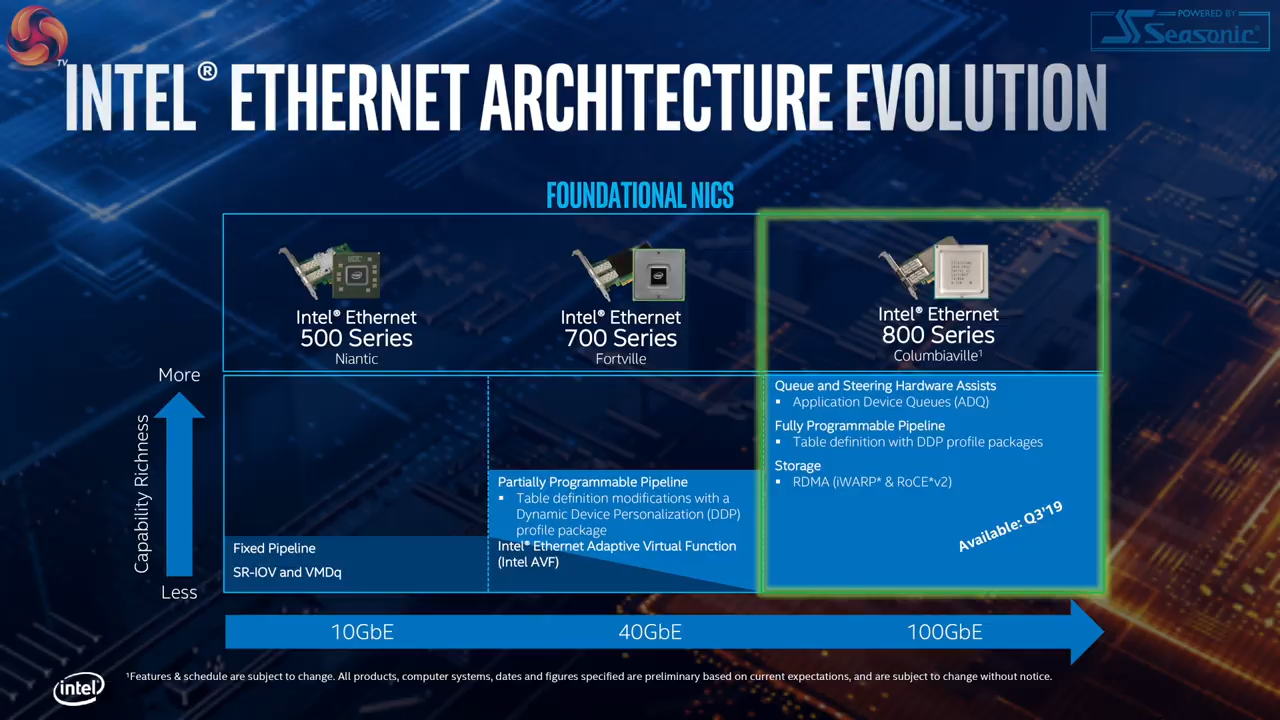 POWERED BY
Seasonic
TV
INTEL® ETHERNET ARCHITECTURE EVOLUTION
FOUNDATIONAL NICS
Intel® Ethernet
500 Series
Niantic
Intel® Ethernet
700 Series
Fortville
Intel® Ethernet
800 Series
Columbiaville¹
More
Capability Richness
Less
Fixed Pipeline
SR-IOV and VMDq
Partially Programmable Pipeline
▪ Table definition modifications with a
Dynamic Device Personalization (DDP)
profile package
Intel® Ethernet Adaptive Virtual Function
(Intel AVF)
Queue and Steering Hardware Assists
▪ Application Device Queues (ADQ)
Fully Programmable Pipeline
▪ Table definition with DDP profile packages
Storage
▪ RDMA (iWARP* & RoCE*v2)
Available: Q3'19
10GbE
40GbE
100GbE
intel
¹Features & schedule are subject to change. All products, computer systems, dates and figures specified are preliminary based on current expectations, and are subject to change without notice.